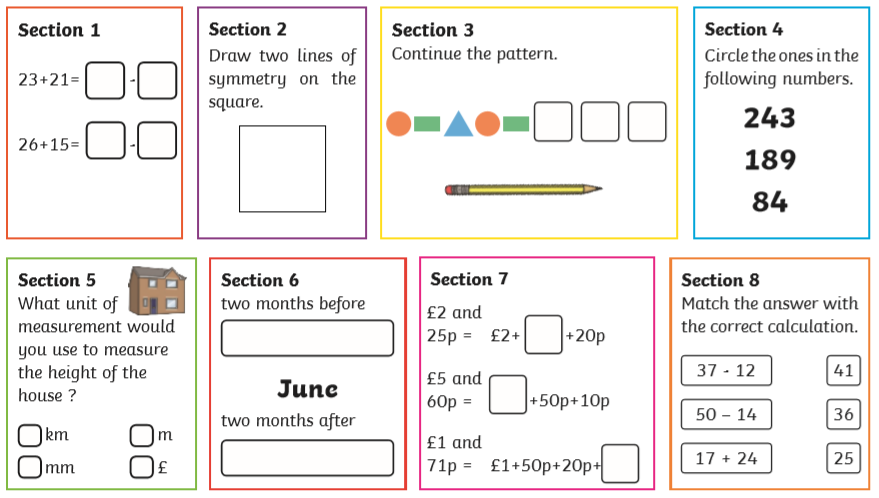 Section 1
23+21= -
26+15= -
Section 2
Draw two lines of
symmetry on the
square.
Section 3
Continue the pattern.
Section 4
Circle the ones in the
following numbers.
243
189
84
Section 5
What unit of
measurement would
you use to measure
the height of the
house ?
km m
mm £
Section 6
two months before
June
two months after
Section 7
£2 and
25p = £2+ +20p
£5 and
60p = +50p+10p
£1 and
71p = £1+50p+20p+
Section 8
Match the answer with
the correct calculation.
37 - 12 41
50 – 14 36
17 + 24 25